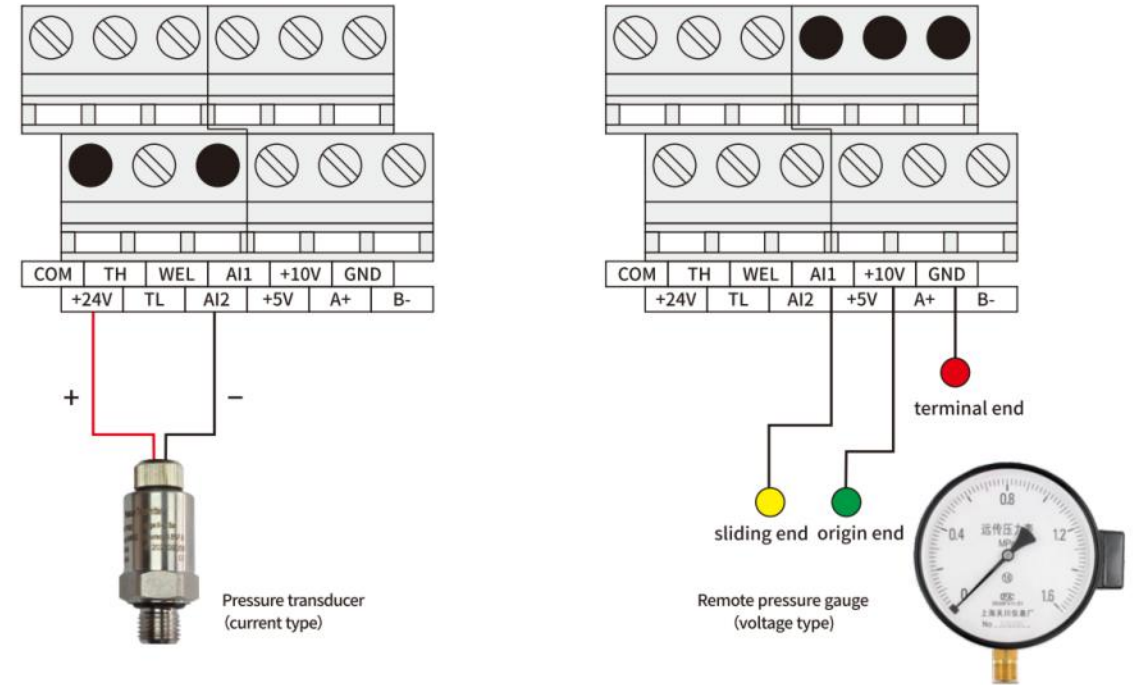 COM TH WEL AI1 +10V GND
+24V TL AI2 +5V A+ B-
+ −
Pressure transducer
(current type)
COM TH WEL AI1 +10V GND
+24V TL AI2 +5V A+ B-
terminal end
sliding end origin end
Remote pressure gauge
(voltage type)
0.8
0.4 远传压力表 1.2
MPa
0 1.6
No